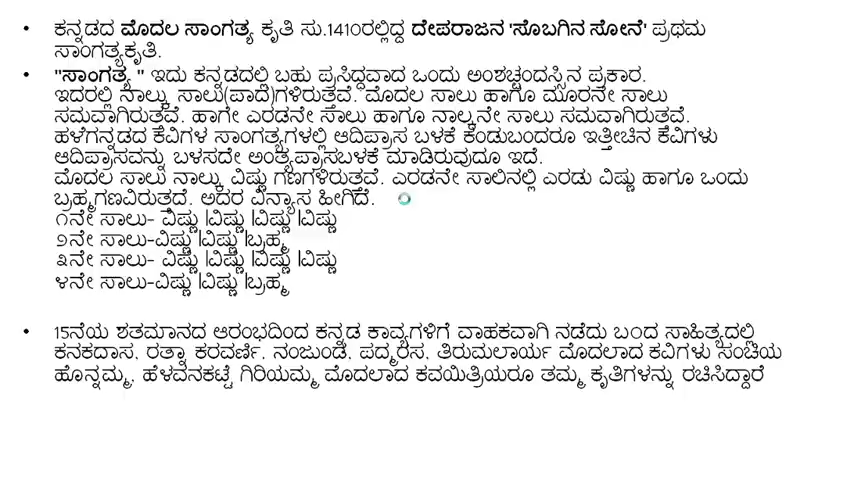 • ಕನ್ನಡದ ಮೊದಲ ಸಾಂಗತ್ಯ ಕೃತಿ ಸು.1410ರಲ್ಲಿದ್ದ ದೇಪರಾಜನ 'ಸೊಬಗಿನ ಸೋನೆ' ಪ್ರಥಮ
ಸಾಂಗತ್ಯಕೃತಿ.
• "ಸಾಂಗತ್ಯ " ಇದು ಕನ್ನಡದಲ್ಲಿ ಬಹು ಪ್ರಸಿದ್ಧವಾದ ಒಂದು ಅಂಶಚ್ಛಂದಸ್ಸಿನ ಪ್ರಕಾರ.
ಇದರಲ್ಲಿ ನಾಲ್ಕು ಸಾಲು(ಪಾದ)ಗಳಿರುತ್ತವೆ. ಮೊದಲ ಸಾಲು ಹಾಗೂ ಮೂರನೇ ಸಾಲು
ಸಮವಾಗಿರುತ್ತವೆ. ಹಾಗೇ ಎರಡನೇ ಸಾಲು ಹಾಗೂ ನಾಲ್ಕನೇ ಸಾಲು ಸಮವಾಗಿರುತ್ತವೆ.
ಹಳೆಗನ್ನಡದ ಕವಿಗಳ ಸಾಂಗತ್ಯಗಳಲ್ಲಿ ಆದಿಪ್ರಾಸ ಬಳಕೆ ಕಂಡುಬಂದರೂ ಇತ್ತೀಚಿನ ಕವಿಗಳು
ಆದಿಪ್ರಾಸವನ್ನು ಬಳಸದೇ ಅಂತ್ಯಪ್ರಾಸಬಳಕೆ ಮಾಡಿರುವುದೂ ಇದೆ.
ಮೊದಲ ಸಾಲು ನಾಲ್ಕು ವಿಷ್ಣು ಗಣಗಳಿರುತ್ತವೆ. ಎರಡನೇ ಸಾಲಿನಲ್ಲಿ ಎರಡು ವಿಷ್ಣು ಹಾಗೂ ಒಂದು
ಬ್ರಹ್ಮಗಣವಿರುತ್ತದೆ. ಅದರ ವಿನ್ಯಾಸ ಹೀಗಿದೆ.
೧ನೇ ಸಾಲು- ವಿಷ್ಣು |ವಿಷ್ಣು |ವಿಷ್ಣು |ವಿಷ್ಣು
೨ನೇ ಸಾಲು-ವಿಷ್ಣು |ವಿಷ್ಣು |ಬ್ರಹ್ಮ
೩ನೇ ಸಾಲು- ವಿಷ್ಣು |ವಿಷ್ಣು |ವಿಷ್ಣು |ವಿಷ್ಣು
೪ನೇ ಸಾಲು-ವಿಷ್ಣು |ವಿಷ್ಣು |ಬ್ರಹ್ಮ
• 15ನೆಯ ಶತಮಾನದ ಆರಂಭದಿಂದ ಕನ್ನಡ ಕಾವ್ಯಗಳಿಗೆ ವಾಹಕವಾಗಿ ನಡೆದು ಬಂದ ಸಾಹಿತ್ಯದಲ್ಲಿ
ಕನಕದಾಸ, ರತ್ನಾ ಕರವರ್ಣಿ, ನಂಜುಂಡ, ಪದ್ಮರಸ, ತಿರುಮಲಾರ್ಯ ಮೊದಲಾದ ಕವಿಗಳು ಸಂಚಿಯ
ಹೊನ್ನಮ್ಮ, ಹೆಳವನಕಟ್ಟೆ ಗಿರಿಯಮ್ಮ ಮೊದಲಾದ ಕವಯಿತ್ರಿಯರೂ ತಮ್ಮ ಕೃತಿಗಳನ್ನು ರಚಿಸಿದ್ದಾರೆ